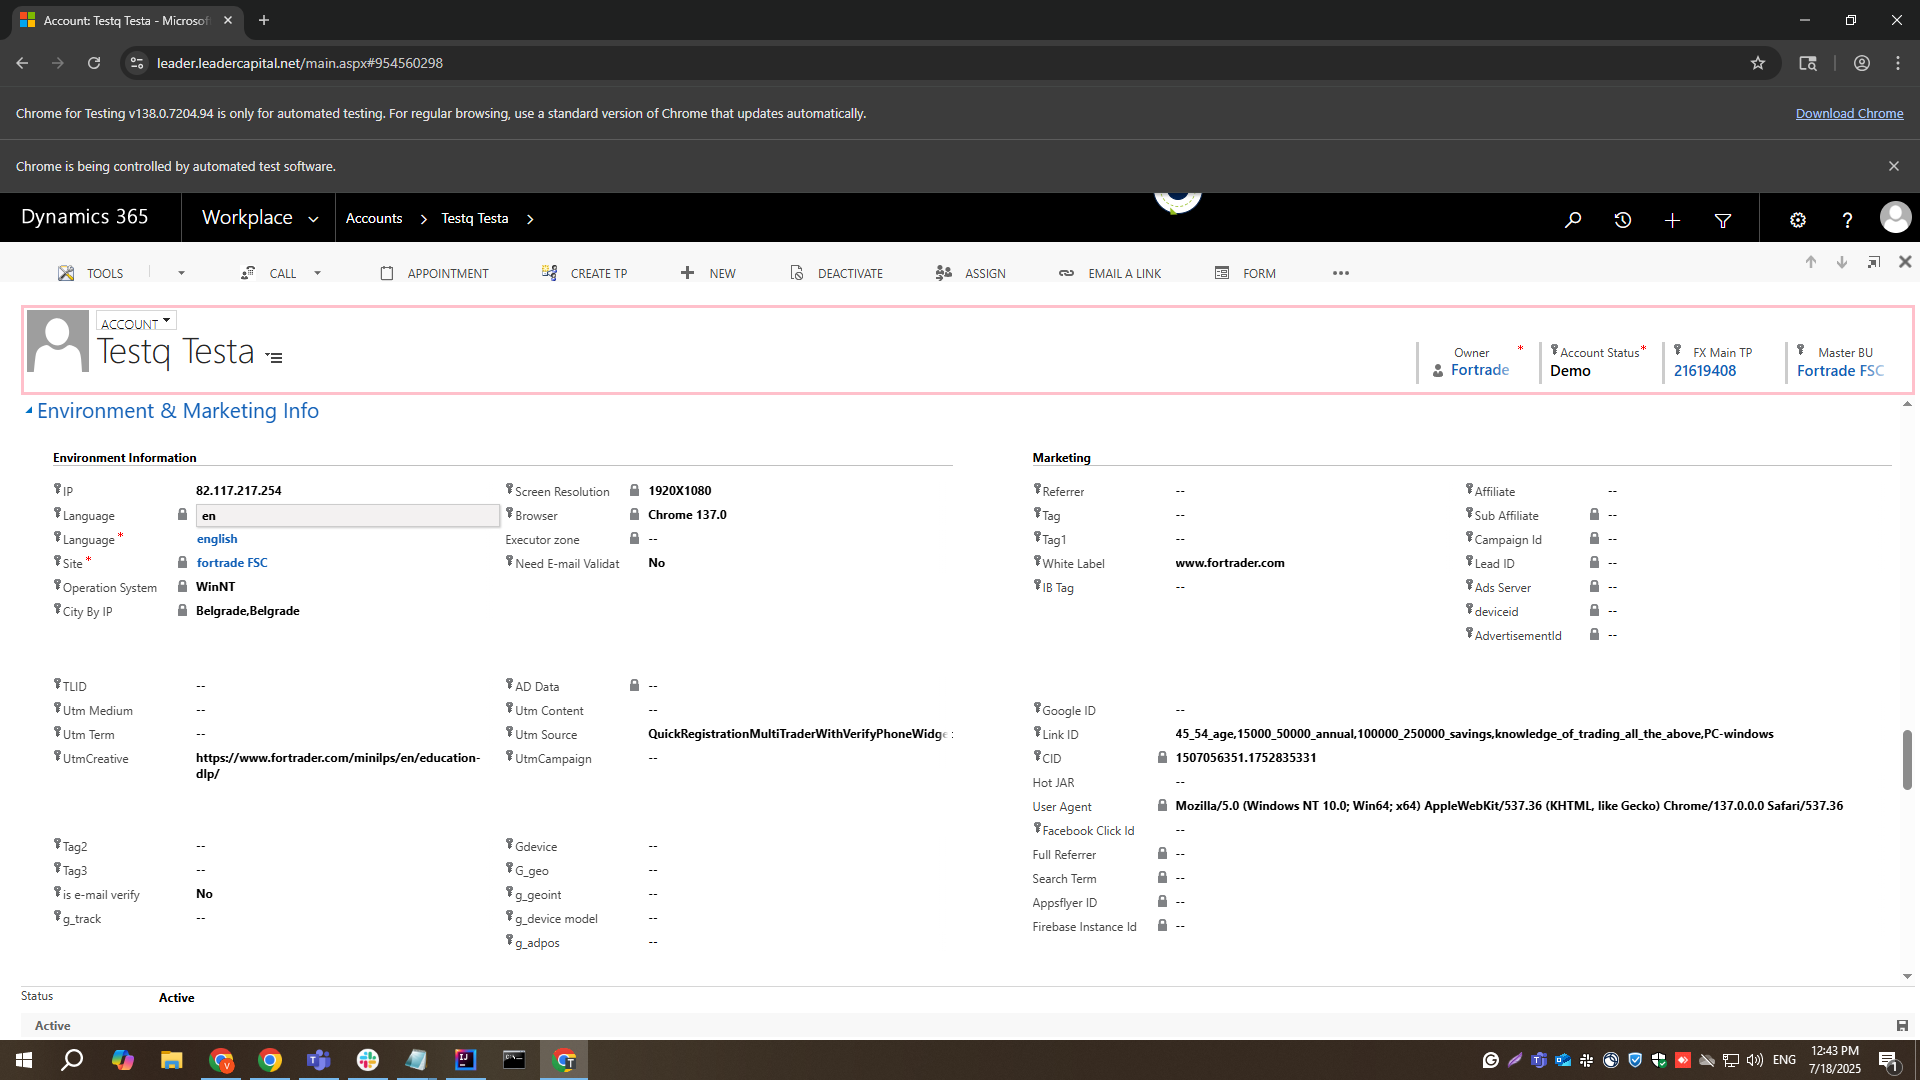 Account: Testq Testa - Microsof
leader.leadercapital.net/main.aspx#954560298
Chrome for Testing v138.0.7204.94 is only for automated testing. For regular browsing, use a standard version of Chrome that updates automatically.
Download Chrome
Chrome is being controlled by automated test software.
Dynamics 365
Workplace
Accounts
Testq Testa
TOOLS
CALL
APPOINTMENT
CREATE TP
NEW
DEACTIVATE
ASSIGN
EMAIL A LINK
FORM
ACCOUNT
Testq Testa
Owner *
Fortrade
Account Status *
Demo
FX Main TP
21619408
Master BU
Fortrade FSC
Environment & Marketing Info
Environment Information
IP 82.117.217.254
Language en
Language * english
Site * fortrade FSC
Operation System WinNT
City By IP Belgrade,Belgrade
Screen Resolution 1920X1080
Browser Chrome 137.0
Executor zone --
Need E-mail Validat No
TLID --
Utm Medium --
Utm Term --
UtmCreative https://www.fortrader.com/minilps/en/education-
dlp/
AD Data --
Utm Content --
Utm Source QuickRegistrationMultiTraderWithVerifyPhoneWidge
UtmCampaign --
Tag2 --
Tag3 --
is e-mail verify No
g_track --
Gdevice --
G_geo --
g_geoint --
g_device model --
g_adpos --
Marketing
Referrer --
Tag --
Tag1 --
White Label www.fortrader.com
IB Tag --
Affiliate --
Sub Affiliate --
Campaign Id --
Lead ID --
Ads Server --
deviceid --
AdvertisementId --
Google ID --
Link ID 45_54_age,15000_50000_annual,100000_250000_savings,knowledge_of_trading_all_the_above,PC-windows
CID 1507056351.1752835331
Hot JAR --
User Agent Mozilla/5.0 (Windows NT 10.0; Win64; x64) AppleWebKit/537.36 (KHTML, like Gecko) Chrome/137.0.0.0 Safari/537.36
Facebook Click Id --
Full Referrer --
Search Term --
Appsflyer ID --
Firebase Instance Id --
Status Active
Active
ENG
12:43 PM
7/18/2025
1